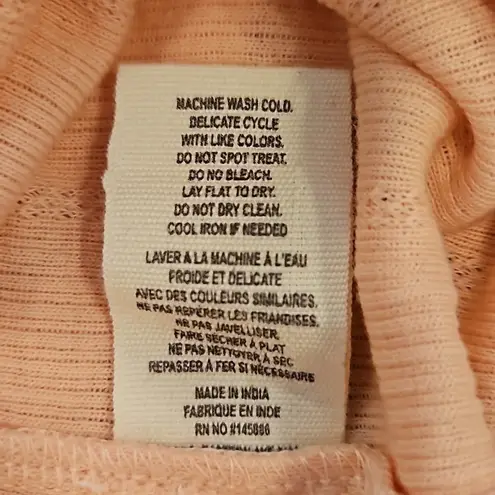 MACHINE WASH COLD.
DELICATE CYCLE
WITH LIKE COLORS.
DO NOT SPOT TREAT.
DO NO BLEACH.
LAY FLAT TO DRY.
DO NOT DRY CLEAN.
COOL IRON IF NEEDED
LAVER A LA MACHINE À L'EAU
FROIDE ET DELICATE
AVEC DES COULEURS SIMILAIRES.
NE PAS REPÉRER LES FRIANDISES.
NE PAS JAVELLISER.
FAIRE SÉCHER À PLAT
NE PAS NETTOYER À SEC
REPASSER À FER SI NÉCESSAIRE
MADE IN INDIA
FABRIQUE EN INDE
RN NO #145886